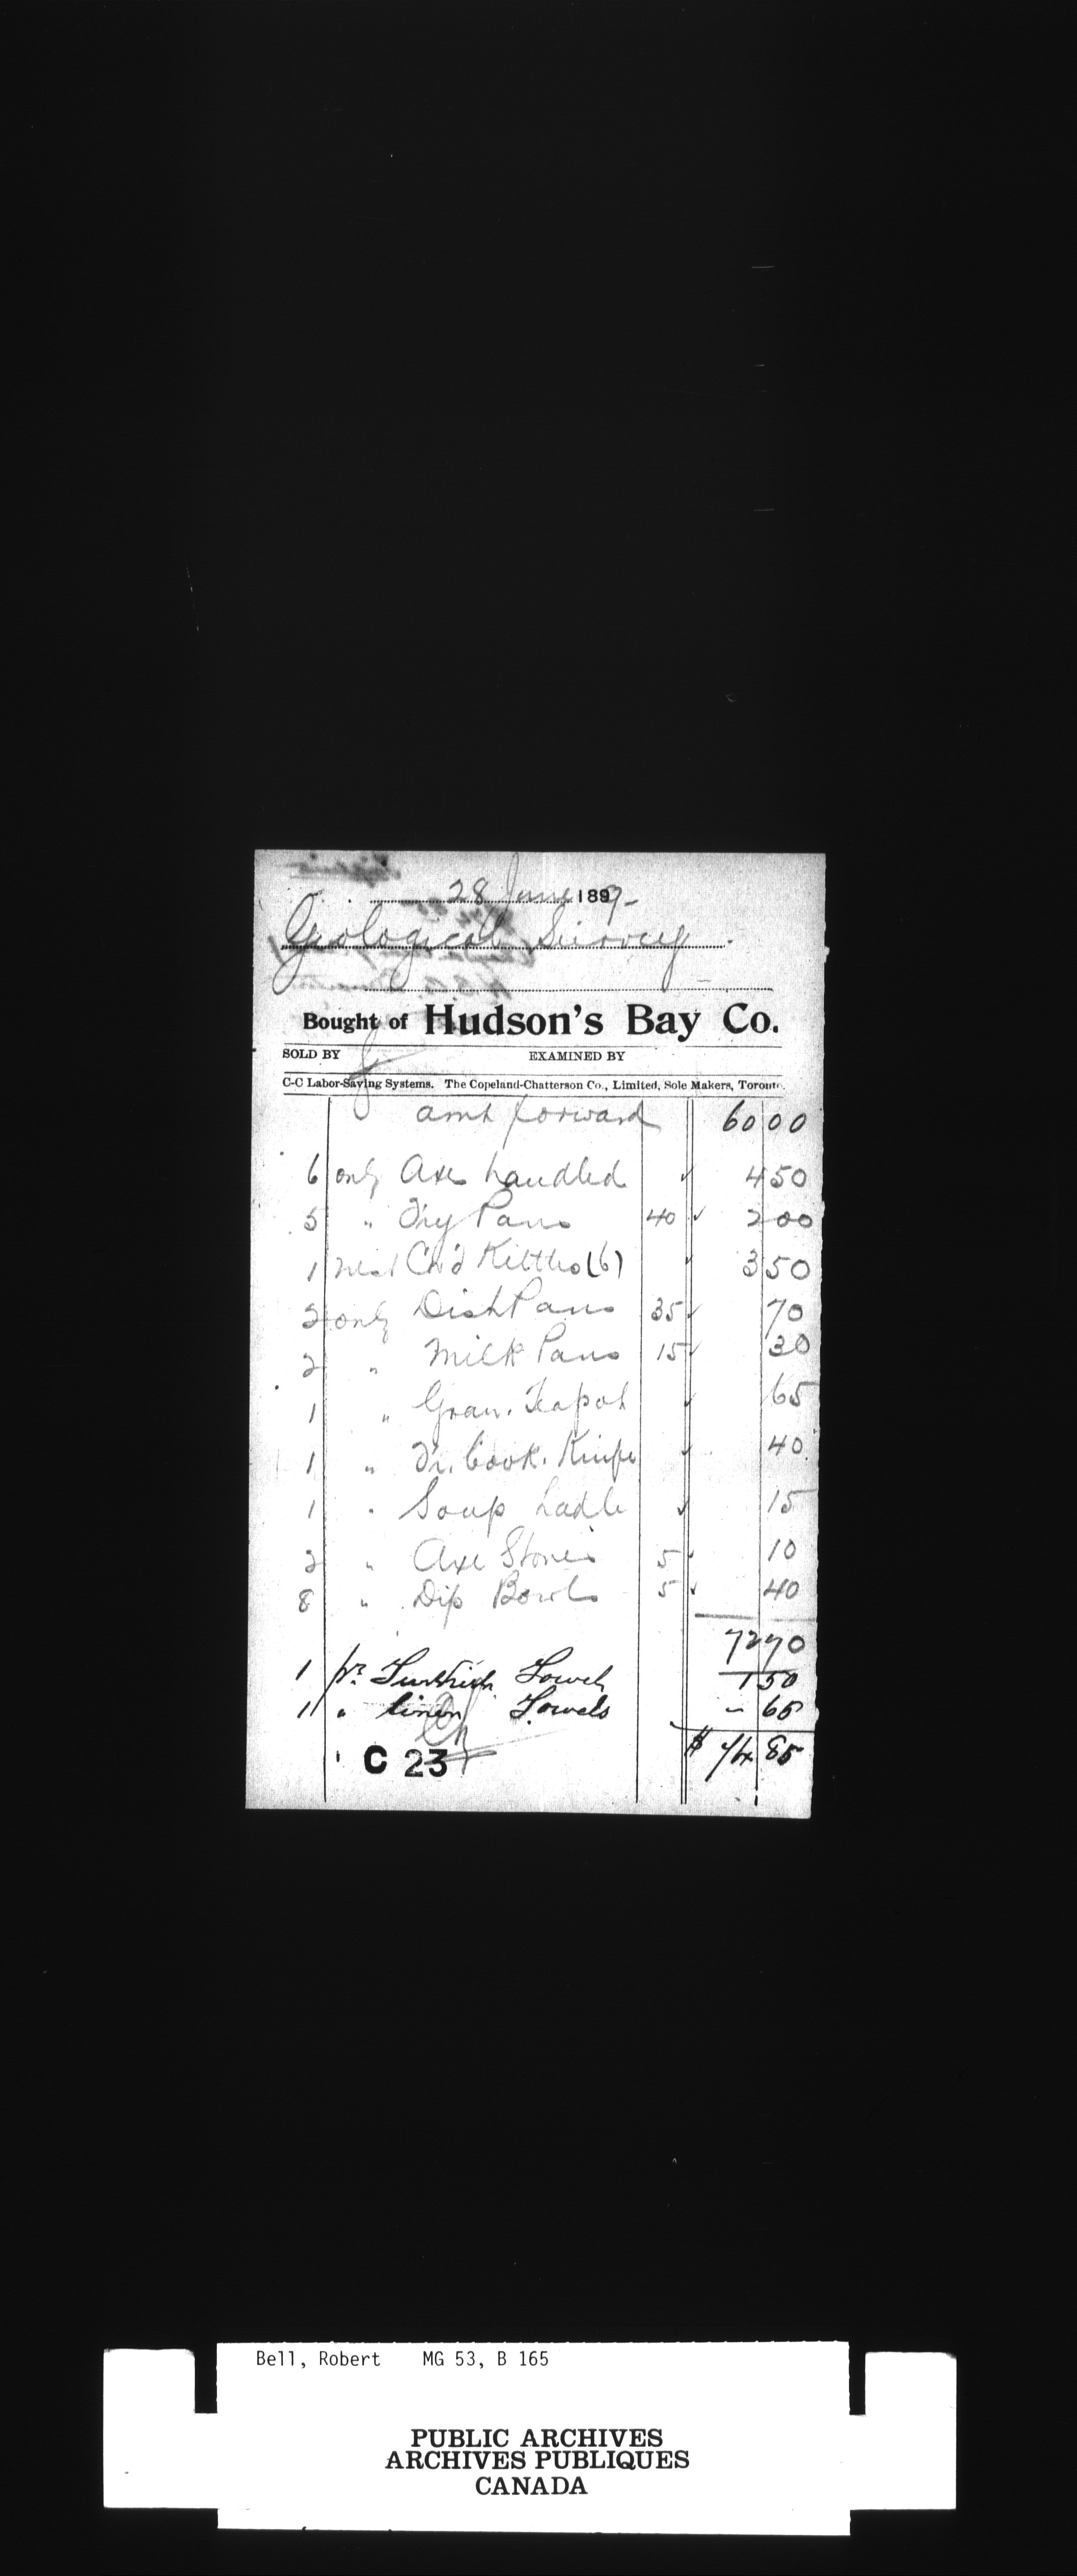 28 June 1899
Geological Survey
Bought of Hudson's Bay Co.
SOLD BY EXAMINED BY
C-C Labor-Saying Systems. The Copeland-Chatterson Co., Limited, Sole Makers, Toronto.
amt forward 60 00
6 only Axes handled ✓ 4 50
5 " Fry Pans 40 ✓ 2 00
1 nest Cov'd Kettles (6) ✓ 3 50
2 only Dish Pans 35 ✓ 70
2 " Milk Pans 15 ✓ 30
1 " Gran. Teapot ✓ 65
1 " Fr. Cook. Knife ✓ 40
1 " Soup Ladle ✓ 15
2 " Axe Stones 5 ✓ 10
8 " Dip Bowls 5 ✓ 40
72 70
1 pr. Turkish Towels 1 50
1 " linen Towels " 65
C 23 $ 74 85
Bell, Robert MG 53, B 165
PUBLIC ARCHIVES
ARCHIVES PUBLIQUES
CANADA